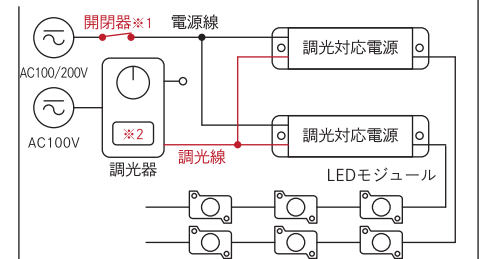 開閉器※1
電源線
調光対応電源
AC100/200V
※2
AC100V
調光器
調光線
調光対応電源
LEDモジュール